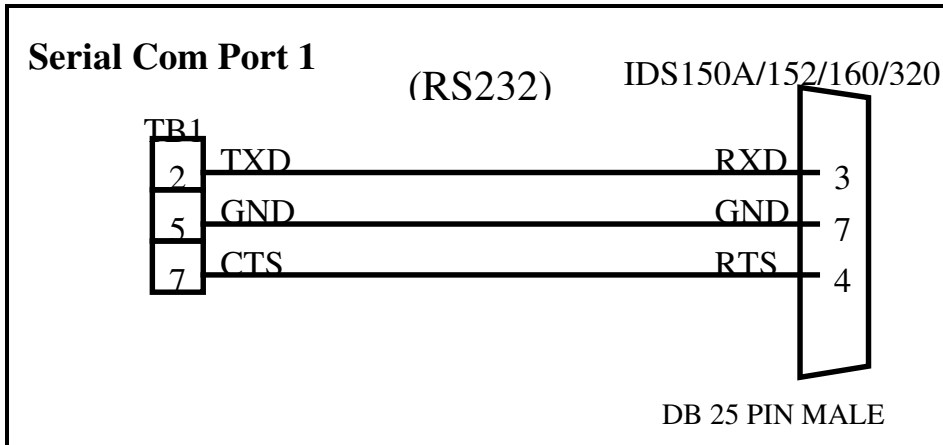 Serial Com Port 1
(RS232)
IDS150A/152/160/320
TB1
2 TXD RXD 3
5 GND GND 7
7 CTS RTS 4
DB 25 PIN MALE